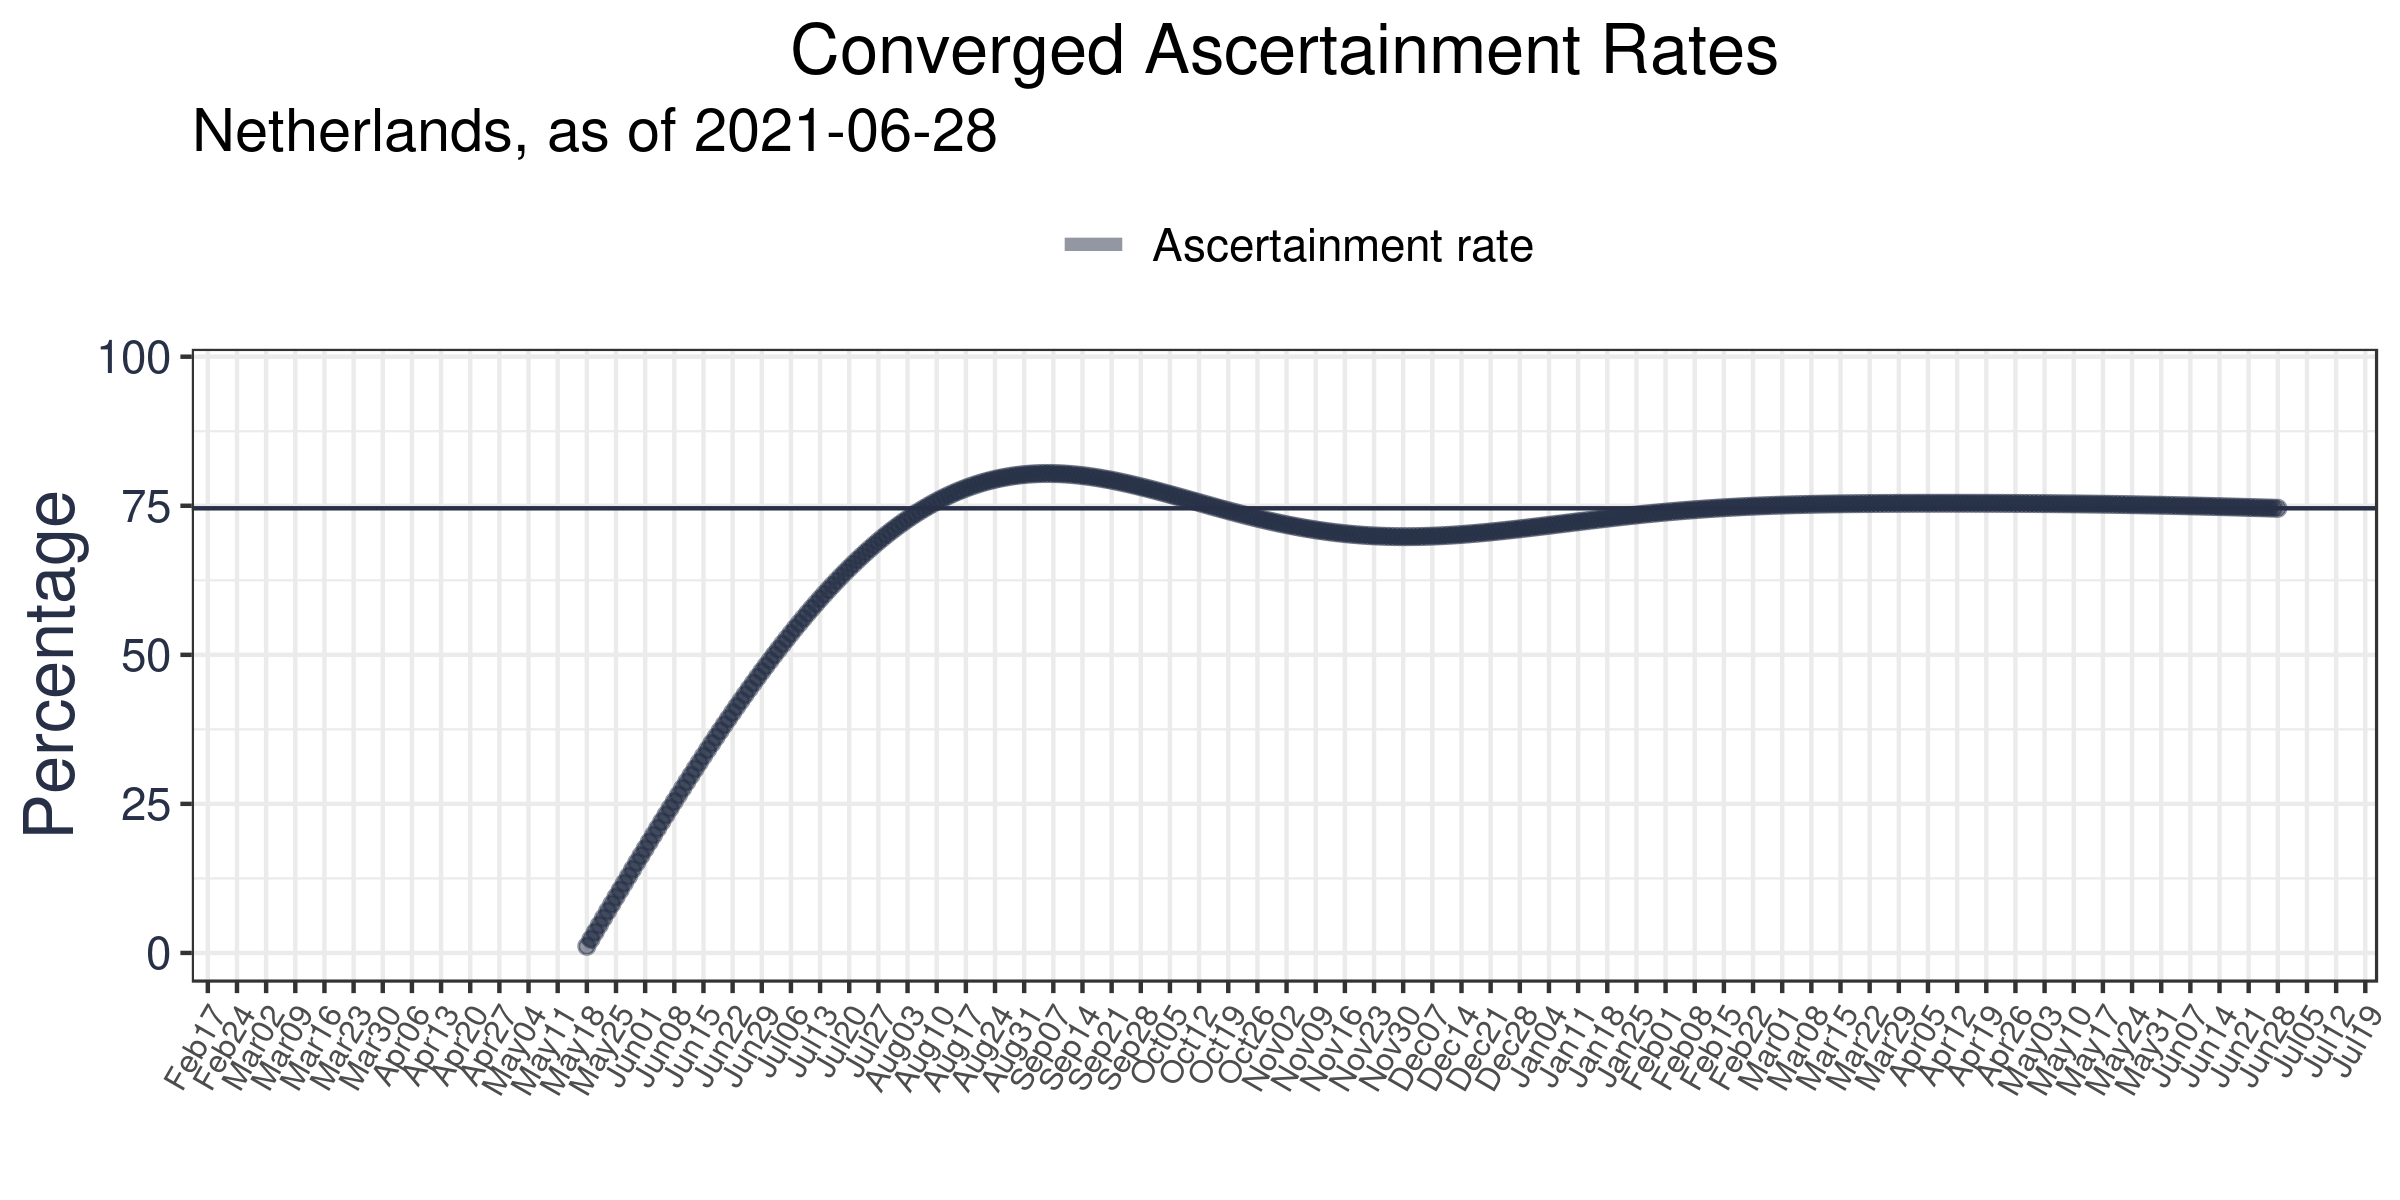 Converged Ascertainment Rates
Netherlands, as of 2021-06-28
Ascertainment rate
Percentage
100
75
50
25
0
Feb17
Feb24
Mar02
Mar09
Mar16
Mar23
Mar30
Apr06
Apr13
Apr20
Apr27
May04
May11
May18
May25
Jun01
Jun08
Jun15
Jun22
Jun29
Jul06
Jul13
Jul20
Jul27
Aug03
Aug10
Aug17
Aug24
Aug31
Sep07
Sep14
Sep21
Sep28
Oct05
Oct12
Oct19
Oct26
Nov02
Nov09
Nov16
Nov23
Nov30
Dec07
Dec14
Dec21
Dec28
Jan04
Jan11
Jan18
Jan25
Feb01
Feb08
Feb15
Feb22
Mar01
Mar08
Mar15
Mar22
Mar29
Apr05
Apr12
Apr19
Apr26
May03
May10
May17
May24
May31
Jun07
Jun14
Jun21
Jun28
Jul05
Jul12
Jul19